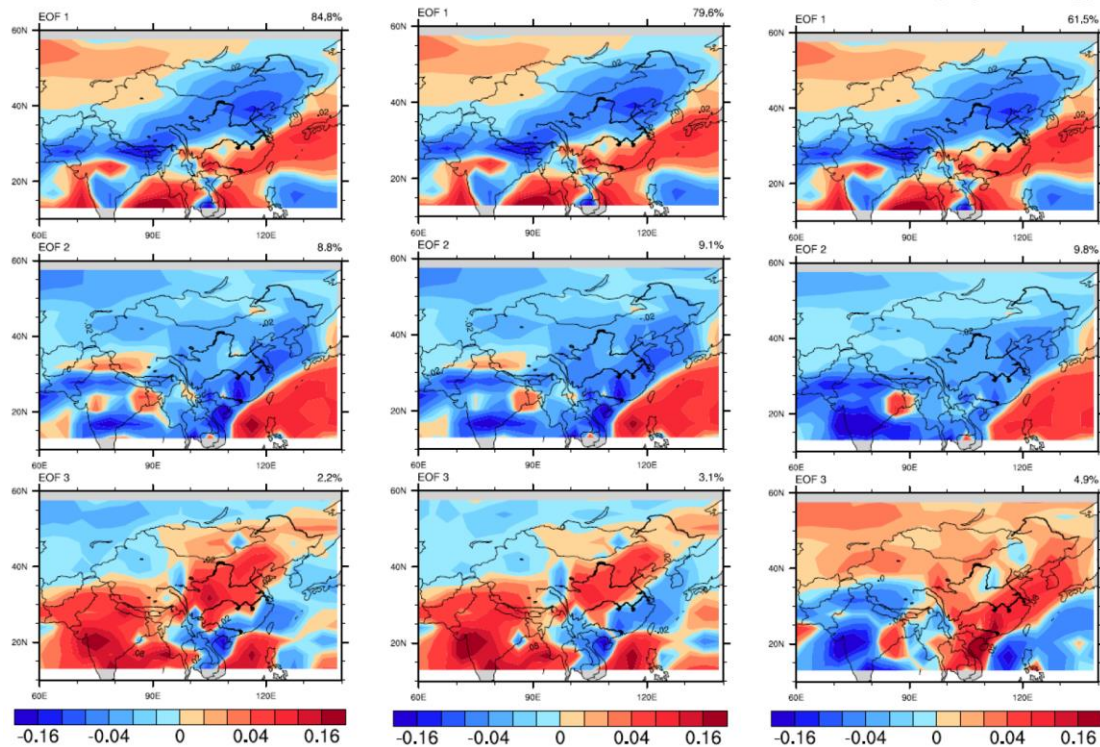 EOF 1 84.8%
60N
40N
20N
60E 90E 120E
EOF 2 8.8%
60N
40N
20N
60E 90E 120E
EOF 3 2.2%
60N
40N
20N
60E 90E 120E
-0.16 -0.04 0 0.04 0.16
EOF 1 79.6%
60N
40N
20N
60E 90E 120E
EOF 2 9.1%
60N
40N
20N
60E 90E 120E
EOF 3 3.1%
60N
40N
20N
60E 90E 120E
-0.16 -0.04 0 0.04 0.16
EOF 1 61.5%
60N
40N
20N
60E 90E 120E
EOF 2 9.8%
60N
40N
20N
60E 90E 120E
EOF 3 4.9%
60N
40N
20N
60E 90E 120E
-0.16 -0.04 0 0.04 0.16